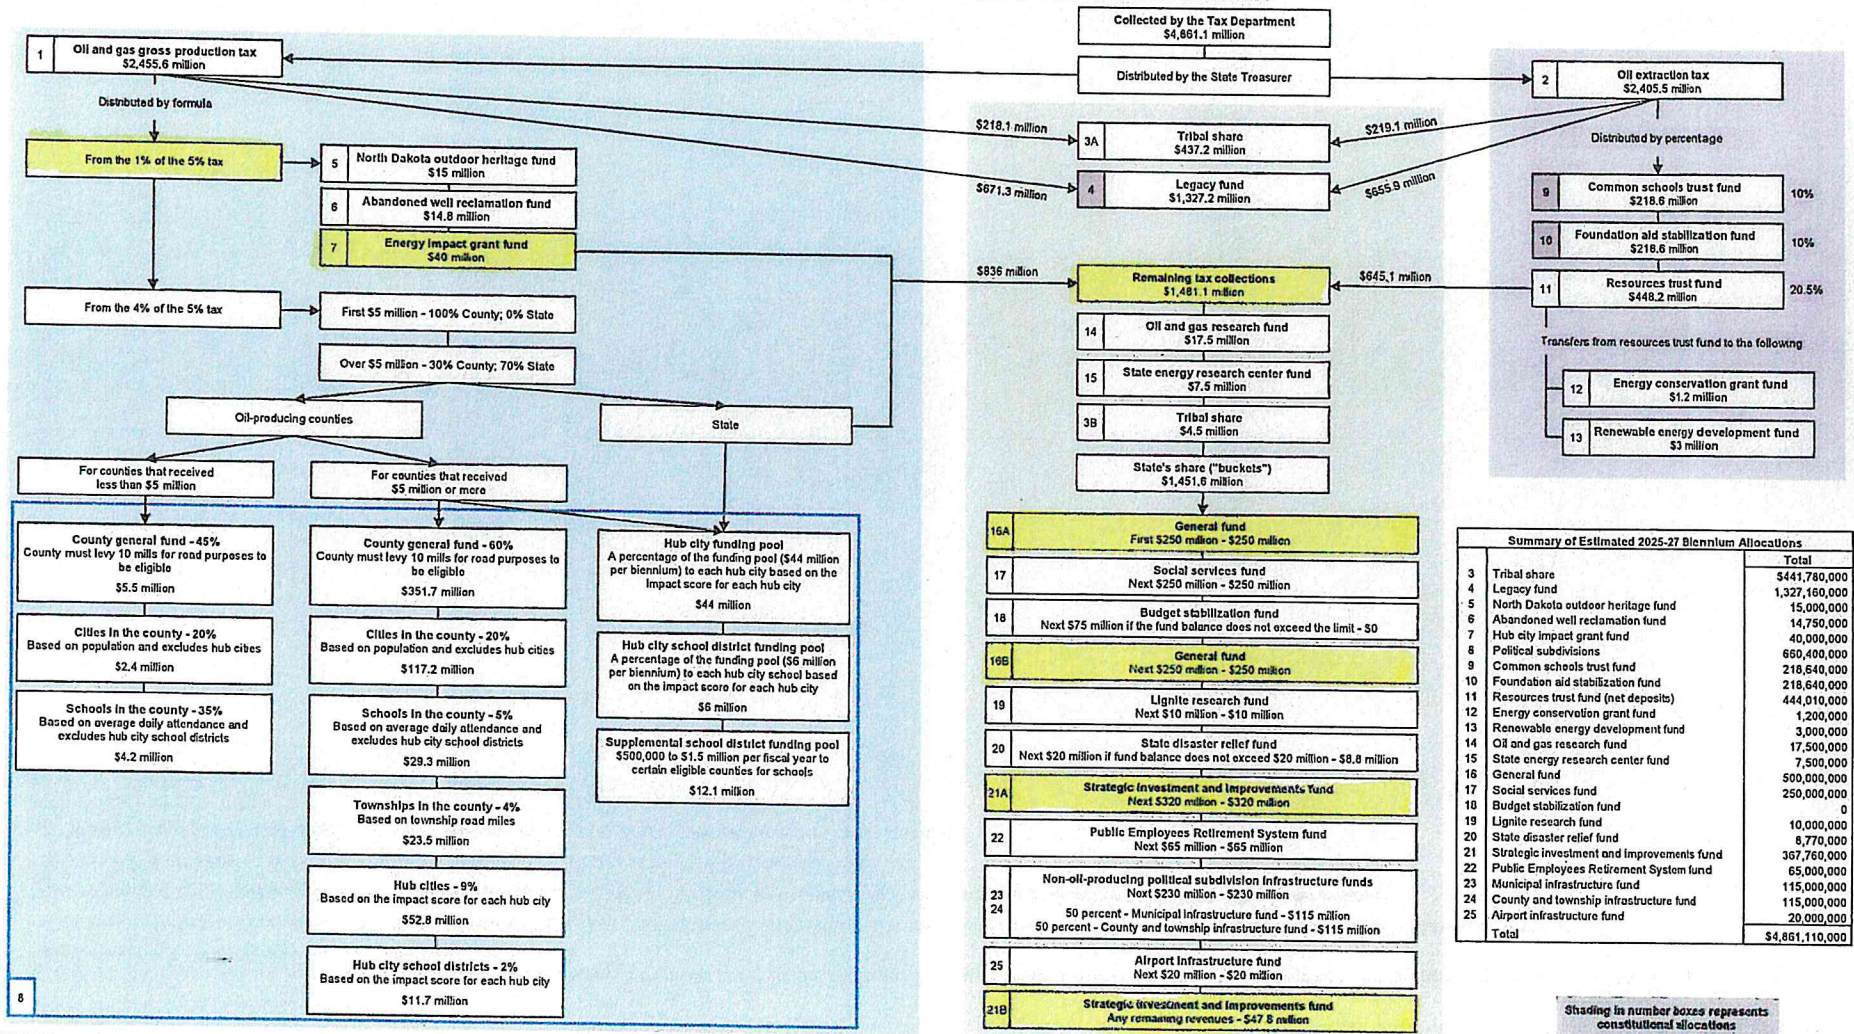 Collected by the Tax Department
$4,861.1 million
Distributed by the State Treasurer
1
Oil and gas gross production tax
$2,455.6 million
Distributed by formula
From the 1% of the 5% tax
5
North Dakota outdoor heritage fund
$15 million
6
Abandoned well reclamation fund
$14.8 million
7
Energy impact grant fund
$40 million
From the 4% of the 5% tax
First $5 million - 100% County; 0% State
Over $5 million - 30% County; 70% State
Oil-producing counties
State
For counties that received
less than $5 million
For counties that received
$5 million or more
County general fund - 45%
County must levy 10 mills for road purposes to
be eligible
$5.5 million
Cities in the county - 20%
Based on population and excludes hub cities
$2.4 million
Schools in the county - 35%
Based on average daily attendance and
excludes hub city school districts
$4.2 million
County general fund - 60%
County must levy 10 mills for road purposes to
be eligible
$351.7 million
Cities in the county - 20%
Based on population and excludes hub cities
$117.2 million
Schools in the county - 5%
Based on average daily attendance and
excludes hub city school districts
$29.3 million
Townships in the county - 4%
Based on township road miles
$23.5 million
Hub cities - 9%
Based on the impact score for each hub city
$52.8 million
Hub city school districts - 2%
Based on the impact score for each hub city
$11.7 million
Hub city funding pool
A percentage of the funding pool ($44 million
per biennium) to each hub city based on the
impact score for each hub city
$44 million
Hub city school district funding pool
A percentage of the funding pool ($6 million
per biennium) to each hub city school based
on the impact score for each hub city
$6 million
Supplemental school district funding pool
$500,000 to $1.5 million per fiscal year to
certain eligible counties for schools
$12.1 million
8
$218.1 million
$671.3 million
$836 million
3A
Tribal share
$437.2 million
4
Legacy fund
$1,327.2 million
$219.1 million
$655.9 million
$645.1 million
Remaining tax collections
$1,481.1 million
14
Oil and gas research fund
$17.5 million
15
State energy research center fund
$7.5 million
3B
Tribal share
$4.5 million
State's share ("buckets")
$1,451.6 million
16A
General fund
First $250 million - $250 million
17
Social services fund
Next $250 million - $250 million
18
Budget stabilization fund
Next $75 million if the fund balance does not exceed the limit - $0
16B
General fund
Next $250 million - $250 million
19
Lignite research fund
Next $10 million - $10 million
20
State disaster relief fund
Next $20 million if fund balance does not exceed $20 million - $8.8 million
21A
Strategic investment and improvements fund
Next $320 million - $320 million
22
Public Employees Retirement System fund
Next $65 million - $65 million
23
24
Non-oil-producing political subdivision infrastructure funds
Next $230 million - $230 million
50 percent - Municipal infrastructure fund - $115 million
50 percent - County and township infrastructure fund - $115 million
25
Airport infrastructure fund
Next $20 million - $20 million
21B
Strategic investment and improvements fund
Any remaining revenues - $47.8 million
2
Oil extraction tax
$2,405.5 million
Distributed by percentage
9
Common schools trust fund
$218.6 million
10%
10
Foundation aid stabilization fund
$218.6 million
10%
11
Resources trust fund
$448.2 million
20.5%
Transfers from resources trust fund to the following
12
Energy conservation grant fund
$1.2 million
13
Renewable energy development fund
$3 million
Summary of Estimated 2025-27 Biennium Allocations
Total
3 Tribal share $441,780,000
4 Legacy fund 1,327,160,000
5 North Dakota outdoor heritage fund 15,000,000
6 Abandoned well reclamation fund 14,750,000
7 Hub city impact grant fund 40,000,000
8 Political subdivisions 660,400,000
9 Common schools trust fund 218,640,000
10 Foundation aid stabilization fund 218,640,000
11 Resources trust fund (net deposits) 444,010,000
12 Energy conservation grant fund 1,200,000
13 Renewable energy development fund 3,000,000
14 Oil and gas research fund 17,500,000
15 State energy research center fund 7,500,000
16 General fund 500,000,000
17 Social services fund 250,000,000
18 Budget stabilization fund 0
19 Lignite research fund 10,000,000
20 State disaster relief fund 8,770,000
21 Strategic investment and improvements fund 367,760,000
22 Public Employees Retirement System fund 65,000,000
23 Municipal infrastructure fund 115,000,000
24 County and township infrastructure fund 115,000,000
25 Airport infrastructure fund 20,000,000
Total $4,861,110,000
Shading in number boxes represents
constitutional allocations